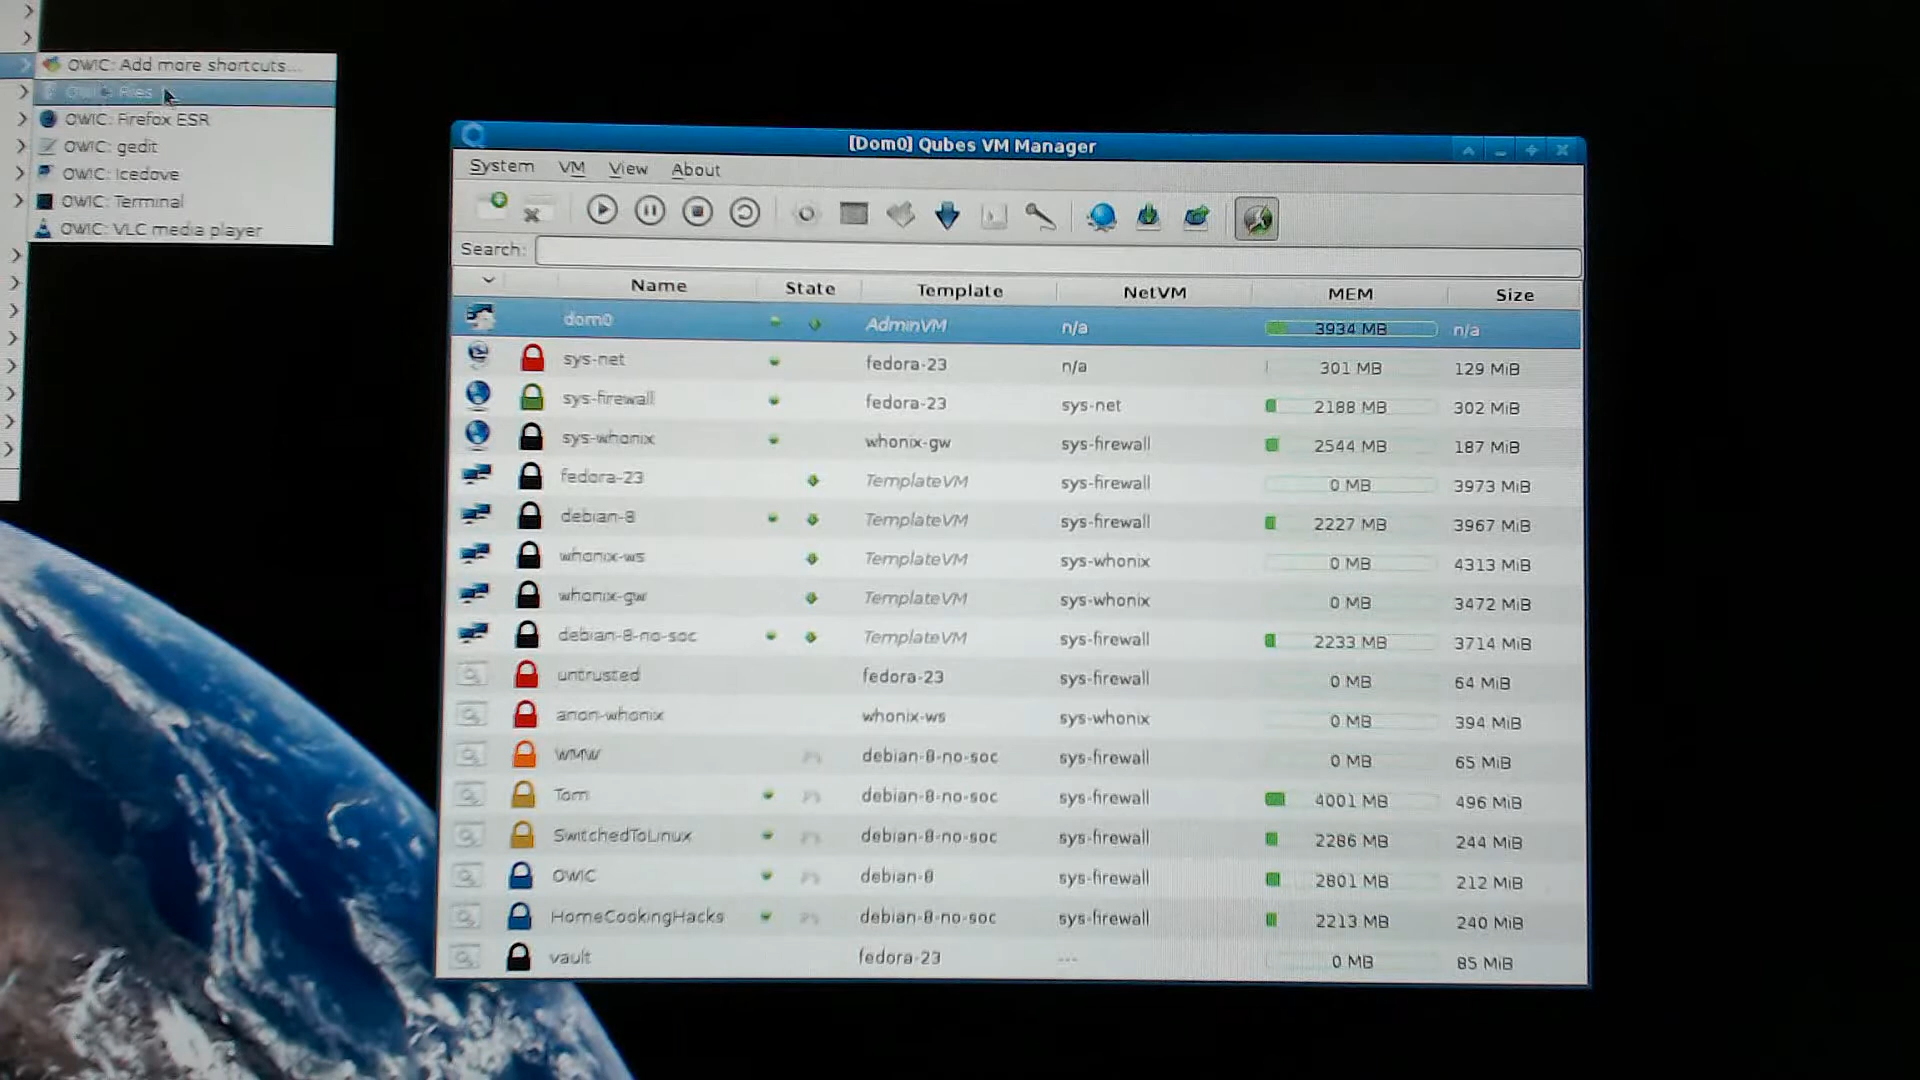 OWIC: Add more shortcuts...
OWIC: Files
OWIC: Firefox ESR
OWIC: gedit
OWIC: Icedove
OWIC: Terminal
OWIC: VLC media player
[Dom0] Qubes VM Manager
System VM View About
Search:
Name State Template NetVM MEM Size
dom0 AdminVM n/a 3934 MB n/a
sys-net fedora-23 n/a 301 MB 129 MiB
sys-firewall fedora-23 sys-net 2188 MB 302 MiB
sys-whonix whonix-gw sys-firewall 2544 MB 187 MiB
fedora-23 TemplateVM sys-firewall 0 MB 3973 MiB
debian-8 TemplateVM sys-firewall 2227 MB 3967 MiB
whonix-ws TemplateVM sys-whonix 0 MB 4313 MiB
whonix-gw TemplateVM sys-whonix 0 MB 3472 MiB
debian-8-no-soc TemplateVM sys-firewall 2233 MB 3714 MiB
untrusted fedora-23 sys-firewall 0 MB 64 MiB
anon-whonix whonix-ws sys-whonix 0 MB 394 MiB
WMW debian-8-no-soc sys-firewall 0 MB 65 MiB
Tom debian-8-no-soc sys-firewall 4001 MB 496 MiB
SwitchedToLinux debian-8-no-soc sys-firewall 2286 MB 244 MiB
OWIC debian-8 sys-firewall 2801 MB 212 MiB
HomeCookingHacks debian-8-no-soc sys-firewall 2213 MB 240 MiB
vault fedora-23 --- 0 MB 85 MiB